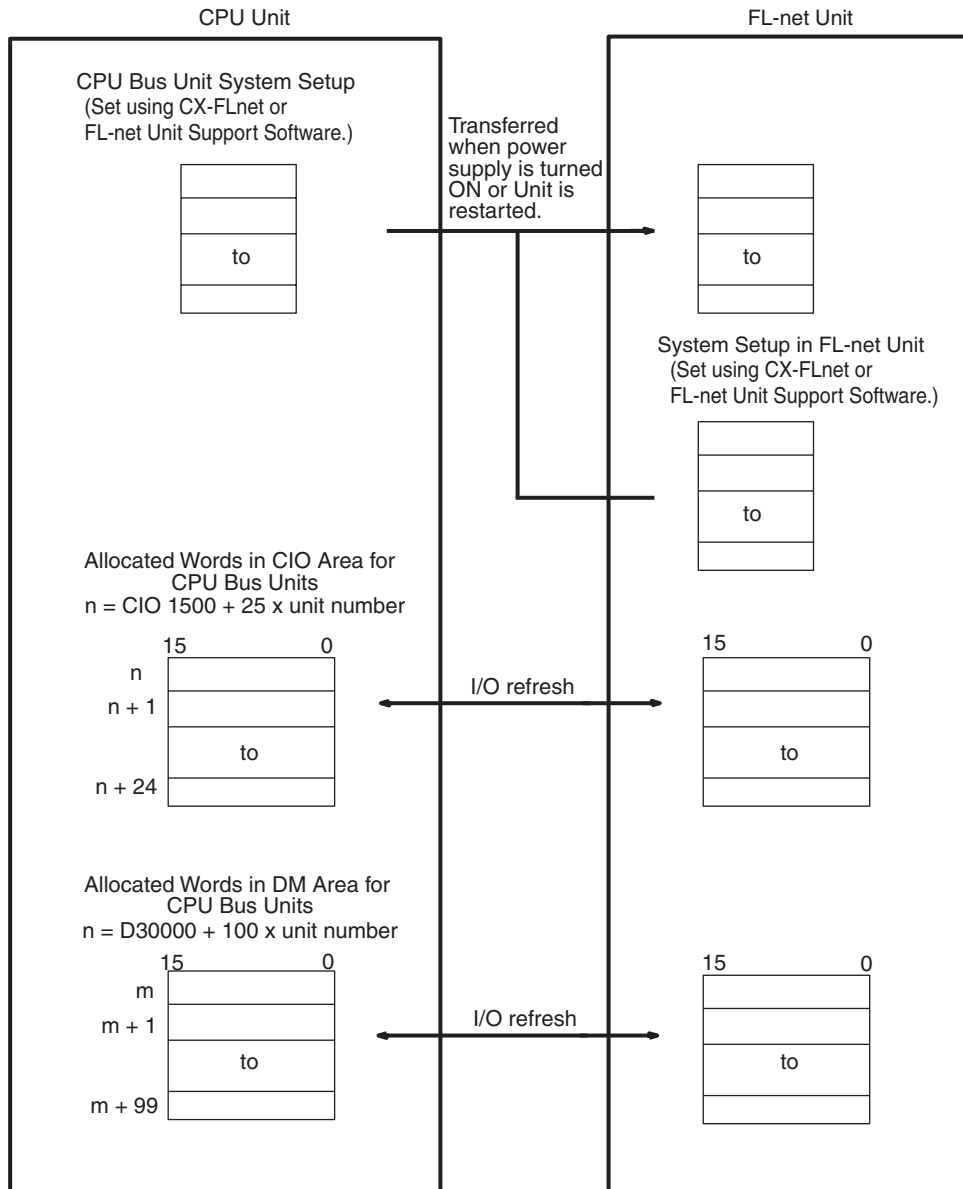 CPU Unit
FL-net Unit
CPU Bus Unit System Setup
(Set using CX-FLnet or
FL-net Unit Support Software.)
Transferred
when power
supply is turned
ON or Unit is
restarted.
to
to
System Setup in FL-net Unit
(Set using CX-FLnet or
FL-net Unit Support Software.)
to
Allocated Words in CIO Area for
CPU Bus Units
n = CIO 1500 + 25 x unit number
15 0
15 0
n
n + 1
I/O refresh
to
to
n + 24
Allocated Words in DM Area for
CPU Bus Units
n = D30000 + 100 x unit number
15 0
15 0
m
m + 1
I/O refresh
to
to
m + 99